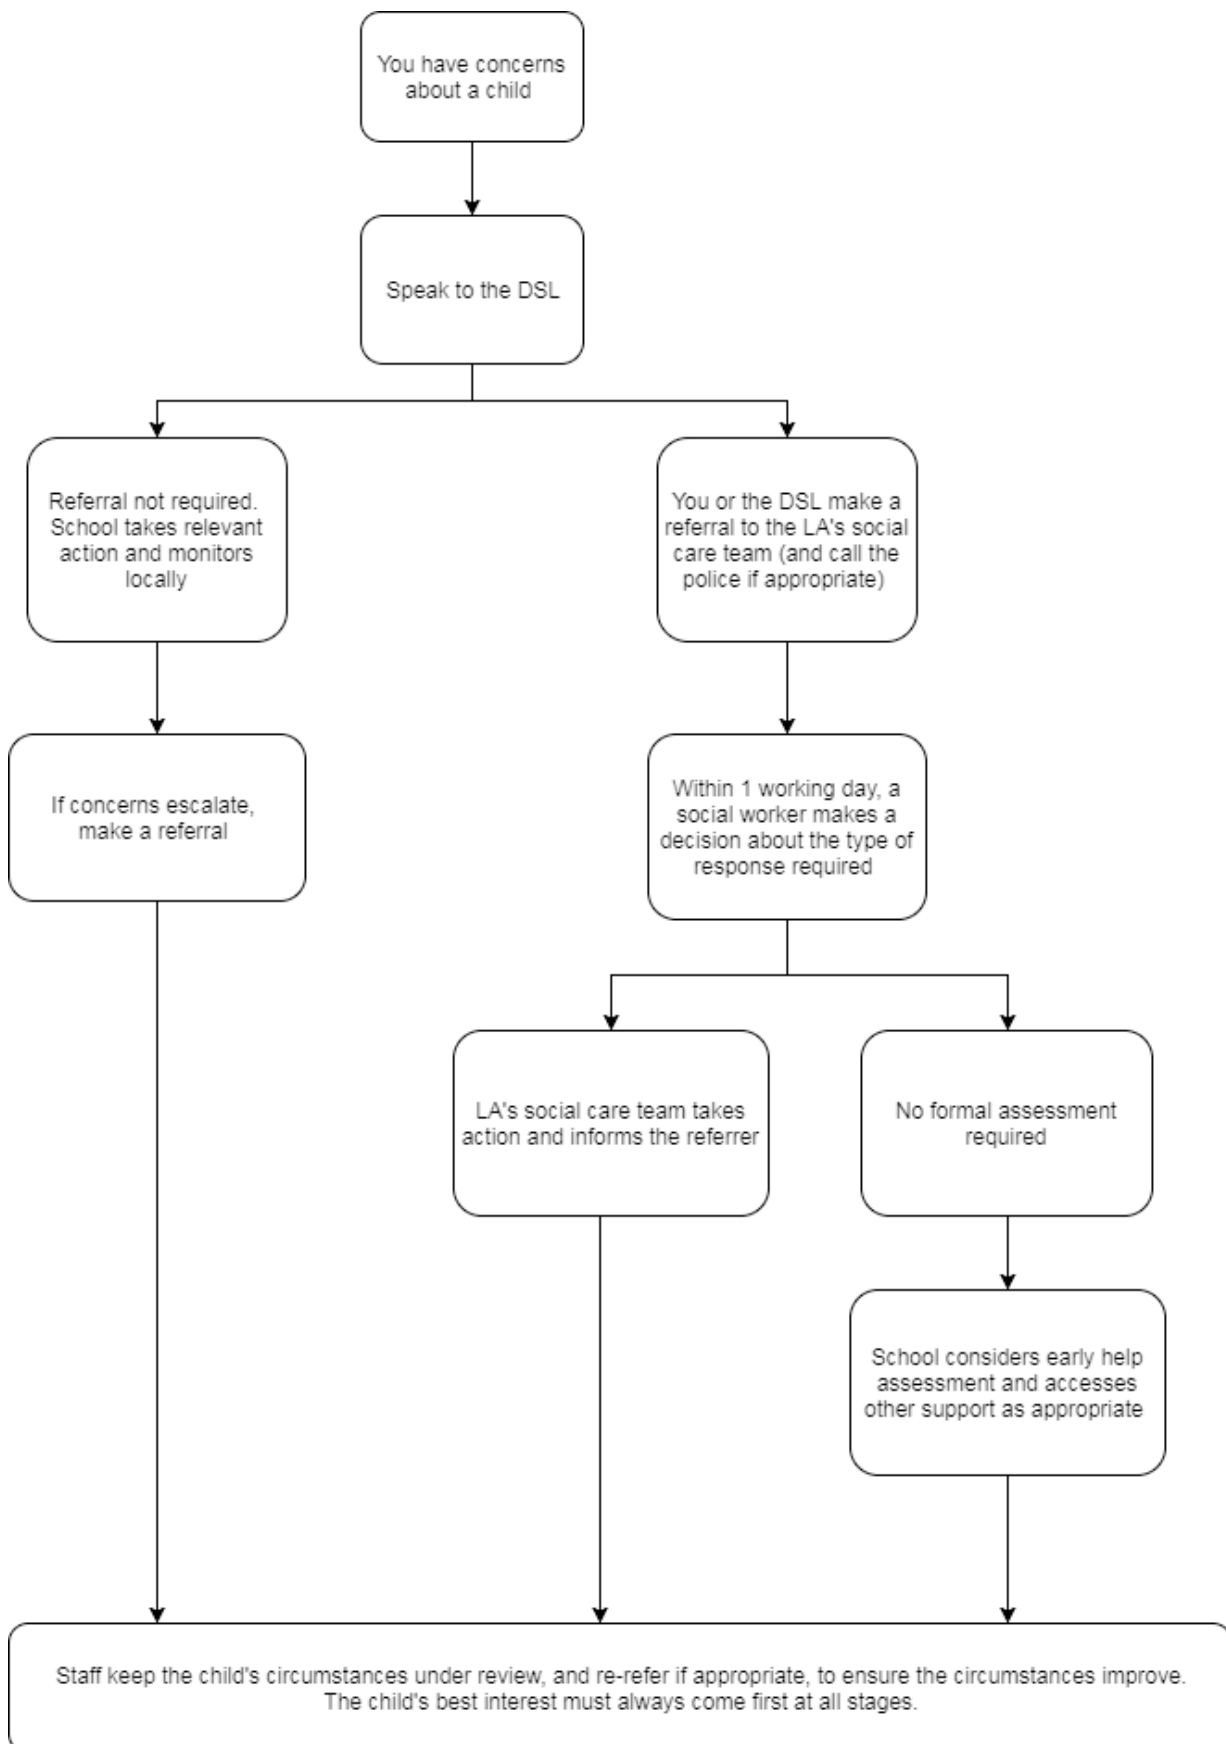 You have concerns
about a child
Speak to the DSL
Referral not required.
School takes relevant
action and monitors
locally
You or the DSL make a
referral to the LA's social
care team (and call the
police if appropriate)
If concerns escalate,
make a referral
Within 1 working day, a
social worker makes a
decision about the type of
response required
LA's social care team takes
action and informs the referrer
No formal assessment
required
School considers early help
assessment and accesses
other support as appropriate
Staff keep the child's circumstances under review, and re-refer if appropriate, to ensure the circumstances improve.
The child's best interest must always come first at all stages.